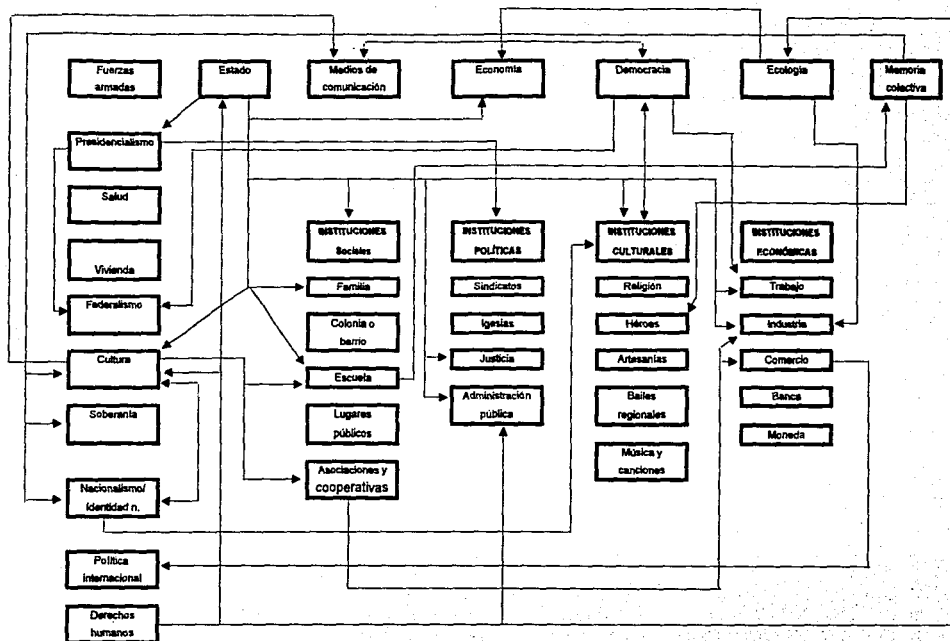 Fuerzas
armadas
Estado
Medios de
comunicación
Economía
Democracia
Ecología
Memoria
colectiva
Presidencialismo
Salud
Vivienda
Federalismo
Cultura
Soberanía
Nacionalismo/
Identidad n.
Política
internacional
Derechos
humanos
INSTITUCIONES
Sociales
Familia
Colonia o
barrio
Escuela
Lugares
públicos
Asociaciones y
cooperativas
INSTITUCIONES
POLÍTICAS
Sindicatos
Iglesias
Justicia
Administración
pública
INSTITUCIONES
CULTURALES
Religión
Héroes
Artesanías
Bailes
regionales
Música y
canciones
INSTITUCIONES
ECONÓMICAS
Trabajo
Industria
Comercio
Banca
Moneda